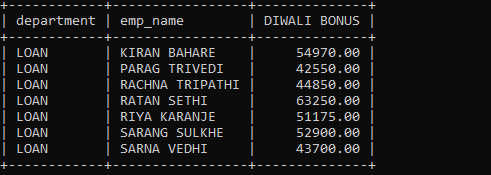 +------------+-----------------+--------------+
| department | emp_name        | DIWALI BONUS |
+------------+-----------------+--------------+
| LOAN       | KIRAN BAHARE    |     54970.00 |
| LOAN       | PARAG TRIVEDI   |     42550.00 |
| LOAN       | RACHNA TRIPATHI |     44850.00 |
| LOAN       | RATAN SETHI     |     63250.00 |
| LOAN       | RIYA KARANJE    |     51175.00 |
| LOAN       | SARANG SULKHE   |     52900.00 |
| LOAN       | SARNA VEDHI     |     43700.00 |
+------------+-----------------+--------------+